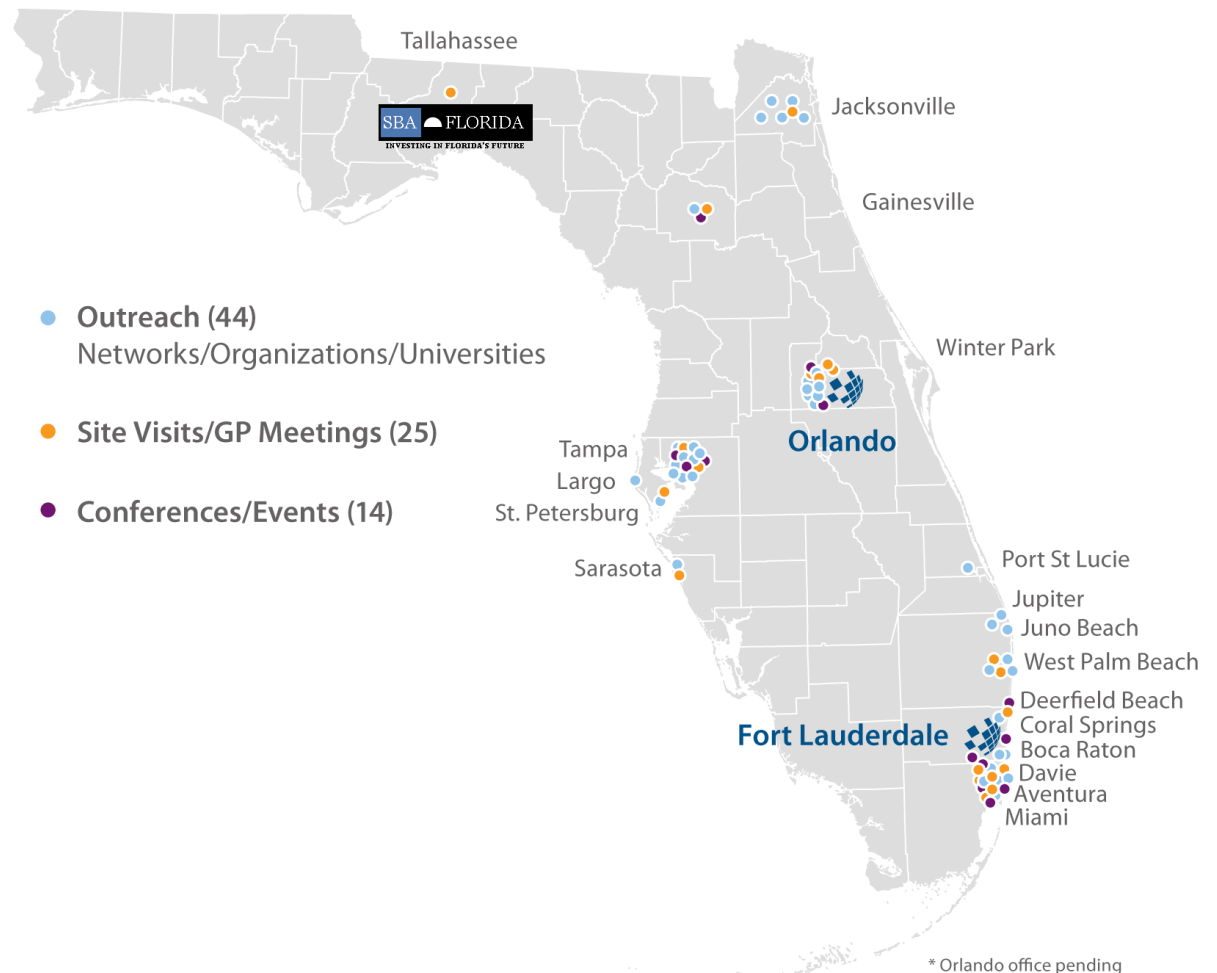 Tallahassee
SBA FLORIDA
INVESTING IN FLORIDA'S FUTURE
Jacksonville
Gainesville
Outreach (44)
Networks/Organizations/Universities
Site Visits/GP Meetings (25)
Conferences/Events (14)
Winter Park
Orlando
Tampa
Largo
St. Petersburg
Sarasota
Port St Lucie
Jupiter
Juno Beach
West Palm Beach
Deerfield Beach
Coral Springs
Fort Lauderdale
Boca Raton
Davie
Aventura
Miami
* Orlando office pending